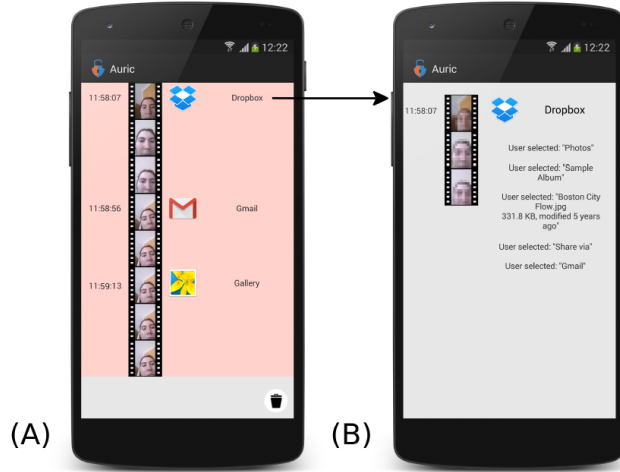 12:22
Auric
11:58:07
Dropbox
11:58:56
Gmail
11:59:13
Gallery
(A)
12:22
Auric
11:58:07
Dropbox
User selected: "Photos"
User selected: "Sample
Album"
User selected: "Boston City
Flow.jpg
331.8 KB, modified 5 years
ago"
User selected: "Share via"
User selected: "Gmail"
(B)